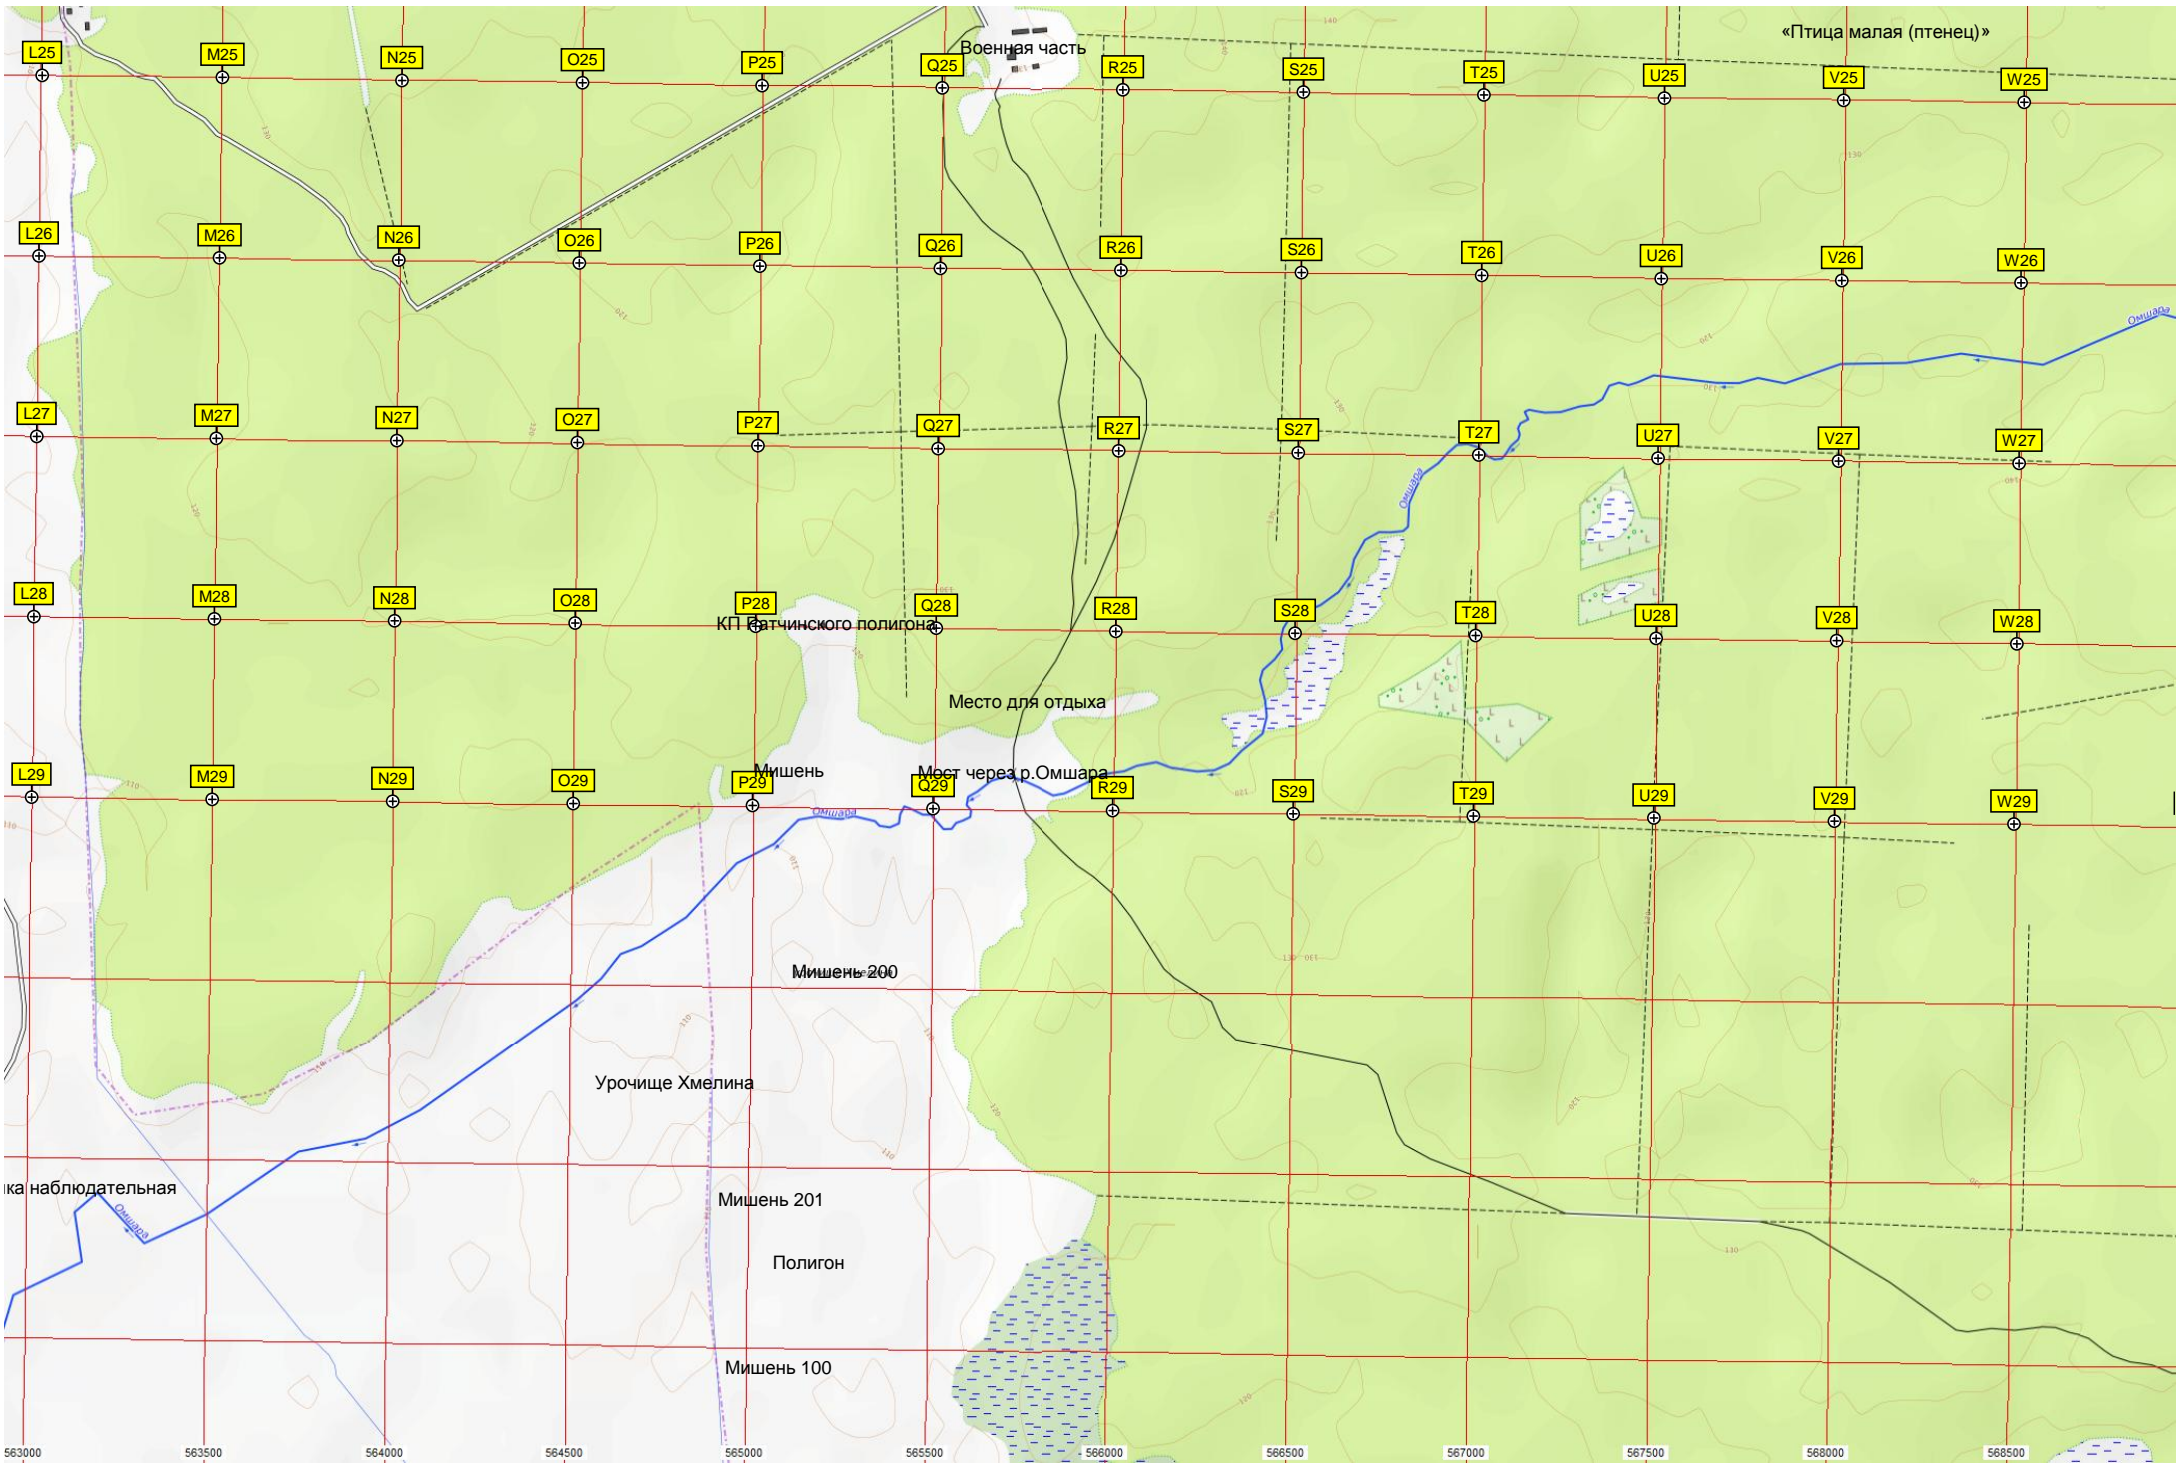 «Птица малая (птенец)»
Военная часть
L25 M25 N25 O25 P25 Q25 R25 S25 T25 U25 V25 W25
L26 M26 N26 O26 P26 Q26 R26 S26 T26 U26 V26 W26
Омшара
L27 M27 N27 O27 P27 Q27 R27 S27 T27 U27 V27 W27
Омшара
L28 M28 N28 O28 P28 Q28 R28 S28 T28 U28 V28 W28
полигона
Место для отдыха
Мишень
Мост через р.Омшара
L29 M29 N29 O29 P29 Q29 R29 S29 T29 U29 V29 W29
Омшара
Мишень 200
Урочище Хмелина
наблюдательная
Мишень 201
Омшара
Полигон
Мишень 100
563000 563500 564000 564500 565000 565500 566000 566500 567000 567500 568000 568500